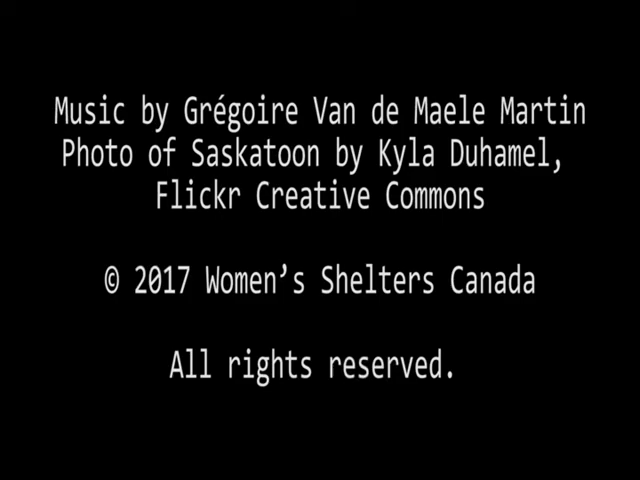 Music by Grégoire Van de Maele Martin
Photo of Saskatoon by Kyla Duhamel,
Flickr Creative Commons
© 2017 Women’s Shelters Canada
All rights reserved.